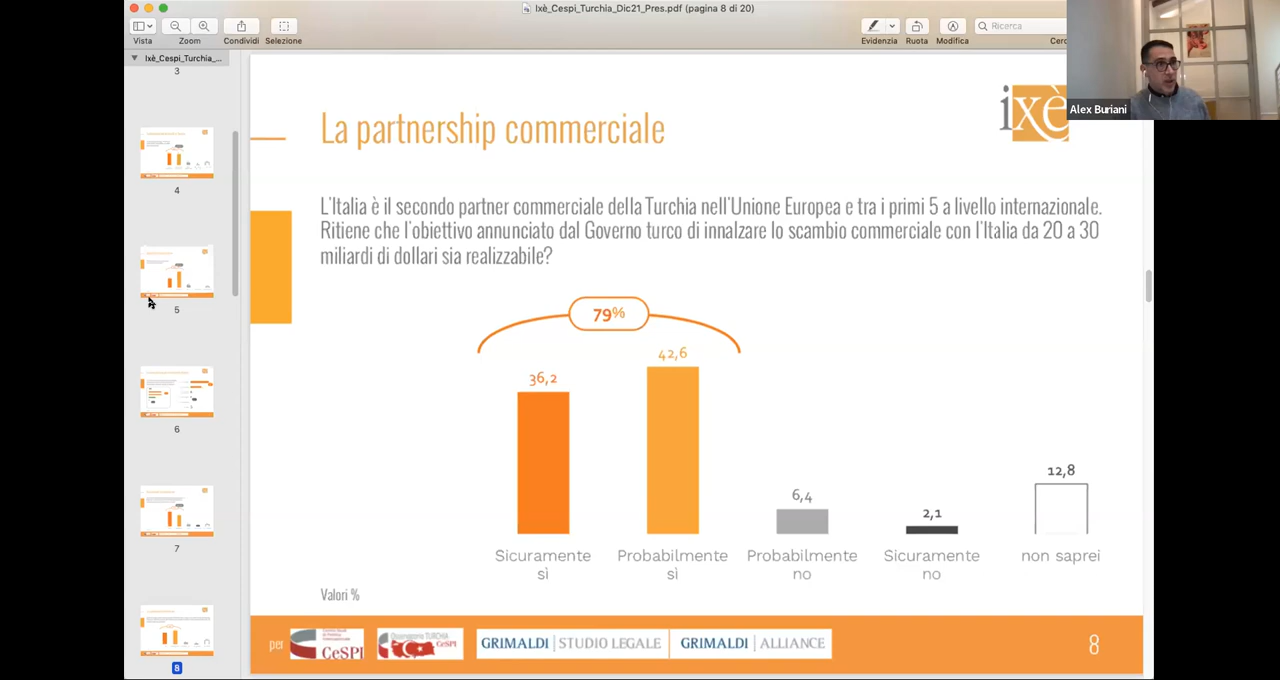 Ixè_Cespi_Turchia_Dic21_Pres.pdf (pagina 8 di 20)
Vista
Zoom
Condividi
Selezione
Evidenzia
Ruota
Modifica
Ricerca
Cerc
Ixè_Cespi_Turchia_...
3
4
5
6
7
8
Alex Buriani
ixè
La partnership commerciale
L'Italia è il secondo partner commerciale della Turchia nell'Unione Europea e tra i primi 5 a livello internazionale.
Ritiene che l'obiettivo annunciato dal Governo turco di innalzare lo scambio commerciale con l'Italia da 20 a 30
miliardi di dollari sia realizzabile?
79%
36,2
42,6
6,4
2,1
12,8
Sicuramente sì
Probabilmente sì
Probabilmente no
Sicuramente no
non saprei
Valori %
per
CeSPI
Osservatorio TURCHIA
CeSPI
GRIMALDI | STUDIO LEGALE
GRIMALDI | ALLIANCE
8